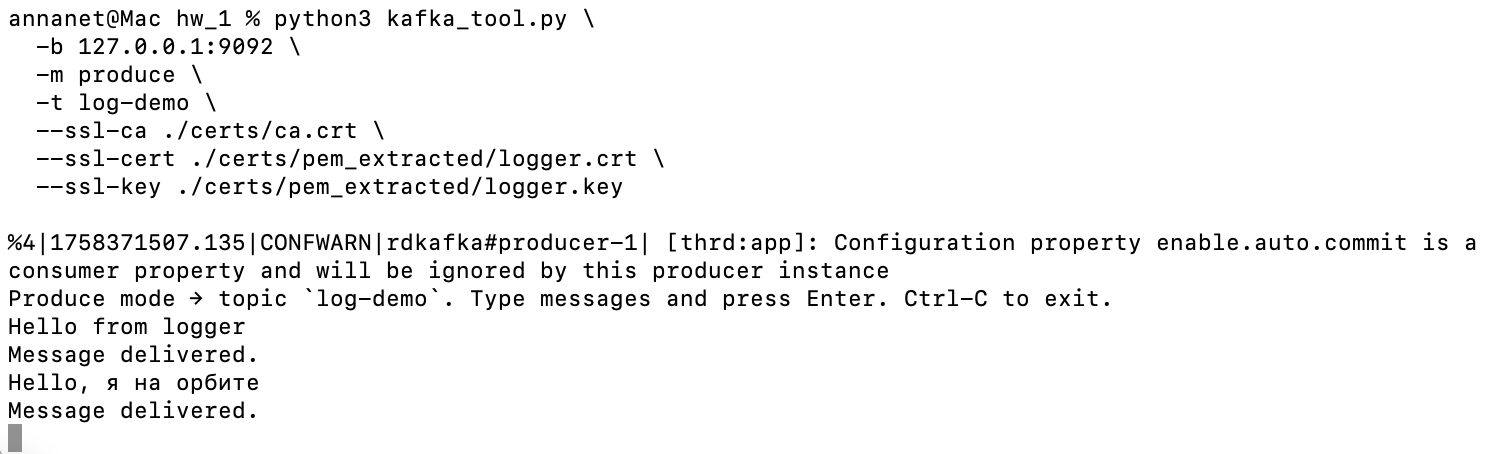 annanet@Mac hw_1 % python3 kafka_tool.py \
  -b 127.0.0.1:9092 \
  -m produce \
  -t log-demo \
  --ssl-ca ./certs/ca.crt \
  --ssl-cert ./certs/pem_extracted/logger.crt \
  --ssl-key ./certs/pem_extracted/logger.key
%4|1758371507.135|CONFWARN|rdkafka#producer-1| [thrd:app]: Configuration property enable.auto.commit is a
consumer property and will be ignored by this producer instance
Produce mode → topic `log-demo`. Type messages and press Enter. Ctrl-C to exit.
Hello from logger
Message delivered.
Hello, я на орбите
Message delivered.